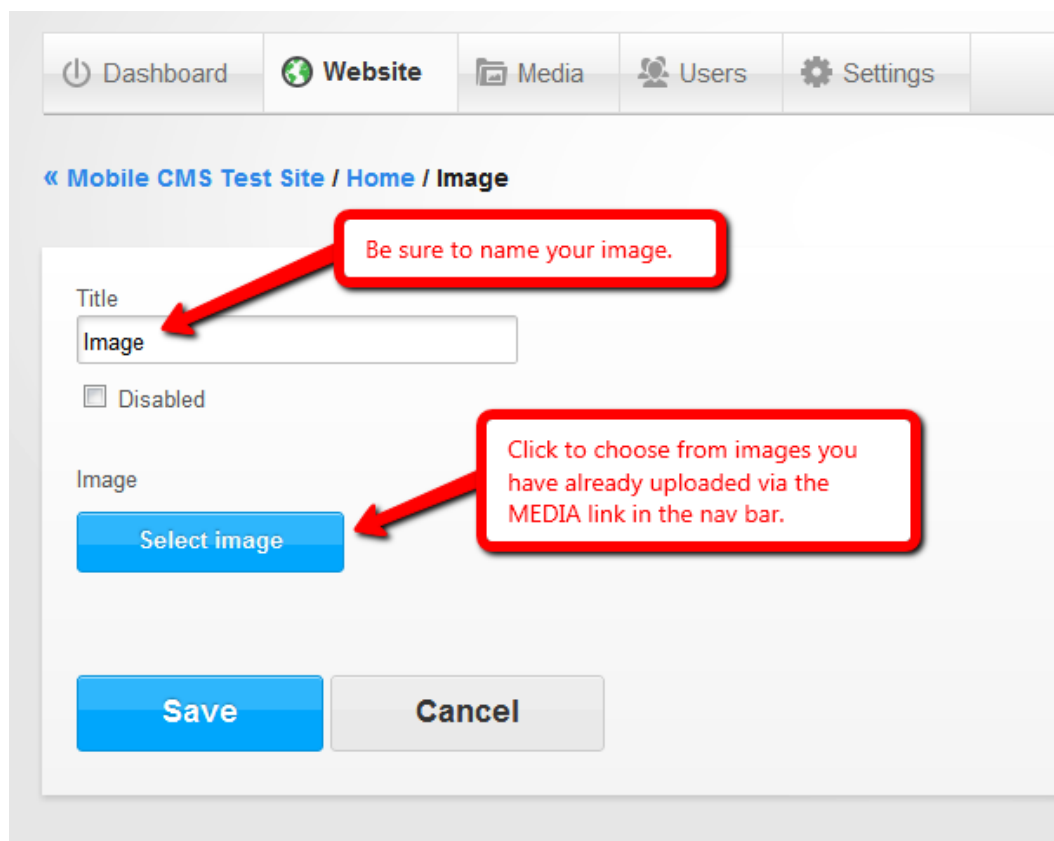 Dashboard Website Media Users Settings
« Mobile CMS Test Site / Home / Image
Be sure to name your image.
Title
Image
Disabled
Click to choose from images you
have already uploaded via the
MEDIA link in the nav bar.
Image
Select image
Save Cancel